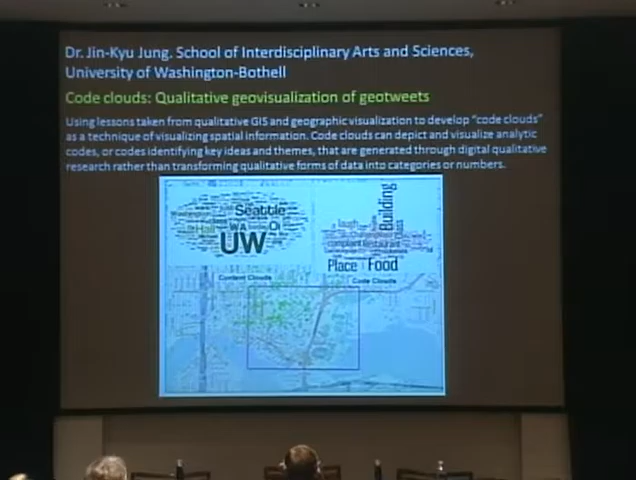 Dr. Jin-Kyu Jung, School of Interdisciplinary Arts and Sciences,
University of Washington-Bothell
Code clouds: Qualitative geovisualization of geotweets
Using lessons taken from qualitative GIS and geographic visualization to develop "code clouds"
as a technique of visualizing spatial information. Code clouds can depict and visualize analytic
codes, or codes identifying key ideas and themes, that are generated through digital qualitative
research rather than transforming qualitative forms of data into categories or numbers.
Seattle
WA
UW
Building
Place Food
Content Clouds
Code Clouds